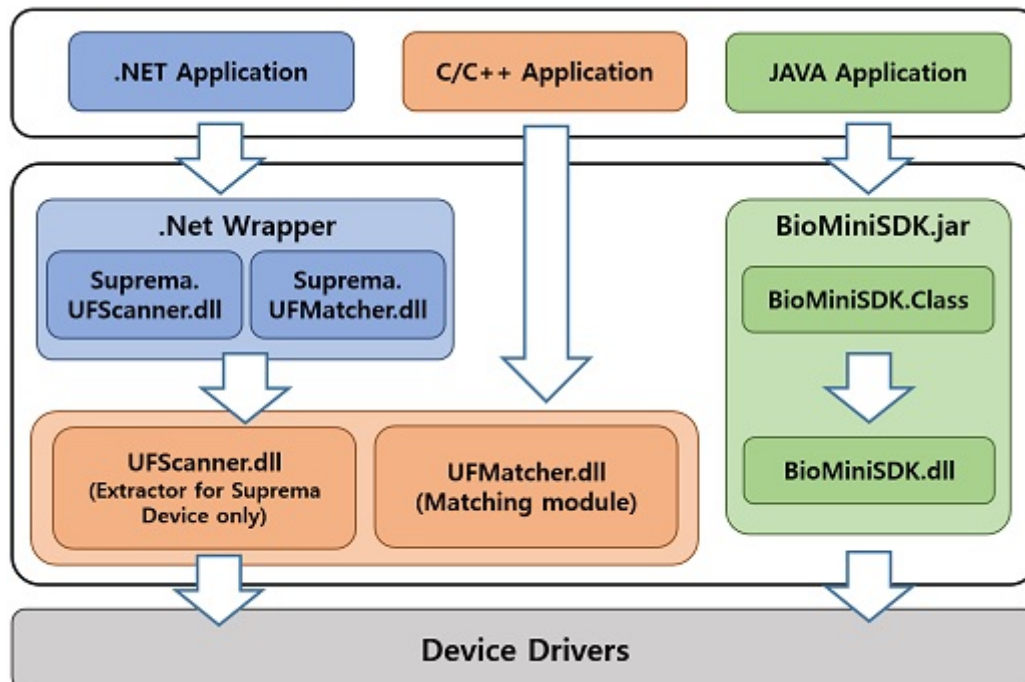 .NET Application
C/C++ Application
JAVA Application
.Net Wrapper
Suprema.
UFScanner.dll
Suprema.
UFMatcher.dll
BioMiniSDK.jar
BioMiniSDK.Class
BioMiniSDK.dll
UFScanner.dll
(Extractor for Suprema
Device only)
UFMatcher.dll
(Matching module)
Device Drivers